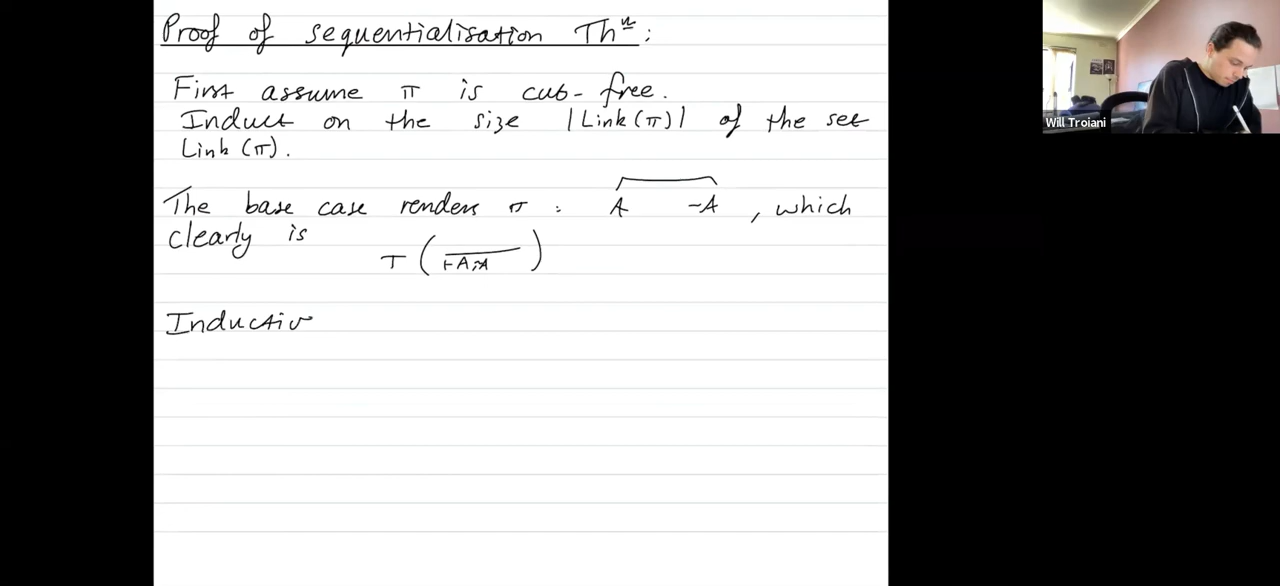 Proof of sequentialisation Thⁿ:
First assume π is cut-free.
Induct on the size |Link(π)| of the set
Link(π).
The base case renders π : A ¬A , which
clearly is
T ( ⊢A,¬A )
Inductiv
Will Troiani